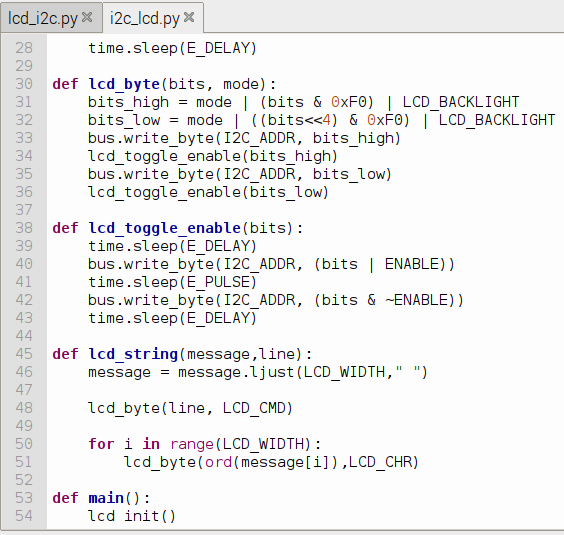 lcd_i2c.py × i2c_lcd.py ×
28 time.sleep(E_DELAY)
29
30 def lcd_byte(bits, mode):
31 bits_high = mode | (bits & 0xF0) | LCD_BACKLIGHT
32 bits_low = mode | ((bits<<4) & 0xF0) | LCD_BACKLIGHT
33 bus.write_byte(I2C_ADDR, bits_high)
34 lcd_toggle_enable(bits_high)
35 bus.write_byte(I2C_ADDR, bits_low)
36 lcd_toggle_enable(bits_low)
37
38 def lcd_toggle_enable(bits):
39 time.sleep(E_DELAY)
40 bus.write_byte(I2C_ADDR, (bits | ENABLE))
41 time.sleep(E_PULSE)
42 bus.write_byte(I2C_ADDR, (bits & ~ENABLE))
43 time.sleep(E_DELAY)
44
45 def lcd_string(message,line):
46 message = message.ljust(LCD_WIDTH," ")
47
48 lcd_byte(line, LCD_CMD)
49
50 for i in range(LCD_WIDTH):
51 lcd_byte(ord(message[i]),LCD_CHR)
52
53 def main():
54 lcd init()